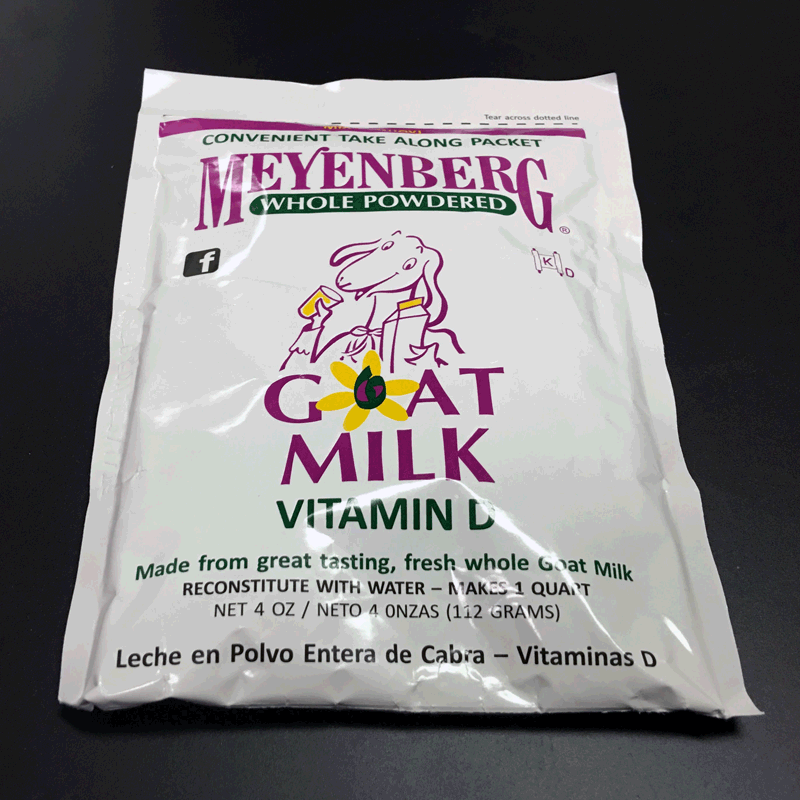 Tear across dotted line
CONVENIENT TAKE ALONG PACKET
MEYENBERG
WHOLE POWDERED
®
f
K D
GOAT
MILK
VITAMIN D
Made from great tasting, fresh whole Goat Milk
RECONSTITUTE WITH WATER – MAKES 1 QUART
NET 4 OZ / NETO 4 0NZAS (112 GRAMS)
Leche en Polvo Entera de Cabra – Vitaminas D